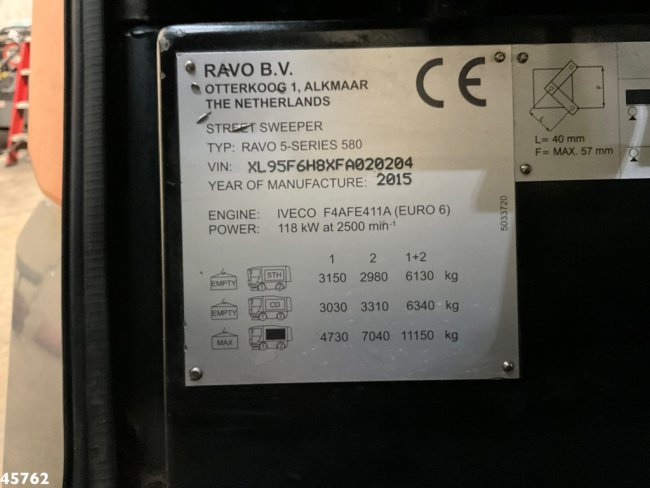 RAVO B.V.
OTTERKOOG 1, ALKMAAR
THE NETHERLANDS
CE
STREET SWEEPER
TYP: RAVO 5-SERIES 580
VIN: XL95F6H8XFA020204
YEAR OF MANUFACTURE: 2015
ENGINE: IVECO F4AFE411A (EURO 6)
POWER: 118 kW at 2500 min-1
5033720
1 2 1+2
EMPTY STH 3150 2980 6130 kg
EMPTY CD 3030 3310 6340 kg
MAX 4730 7040 11150 kg
F
L
L= 40 mm
F= MAX. 57 mm
45762